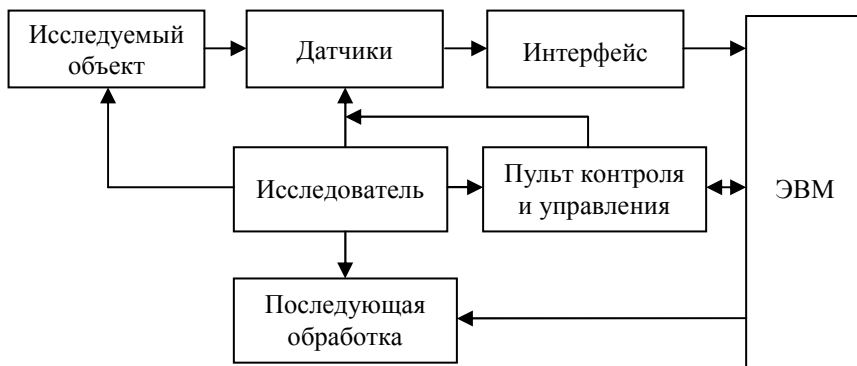 Исследуемый
объект
Датчики
Интерфейс
Исследователь
Пульт контроля
и управления
ЭВМ
Последующая
обработка